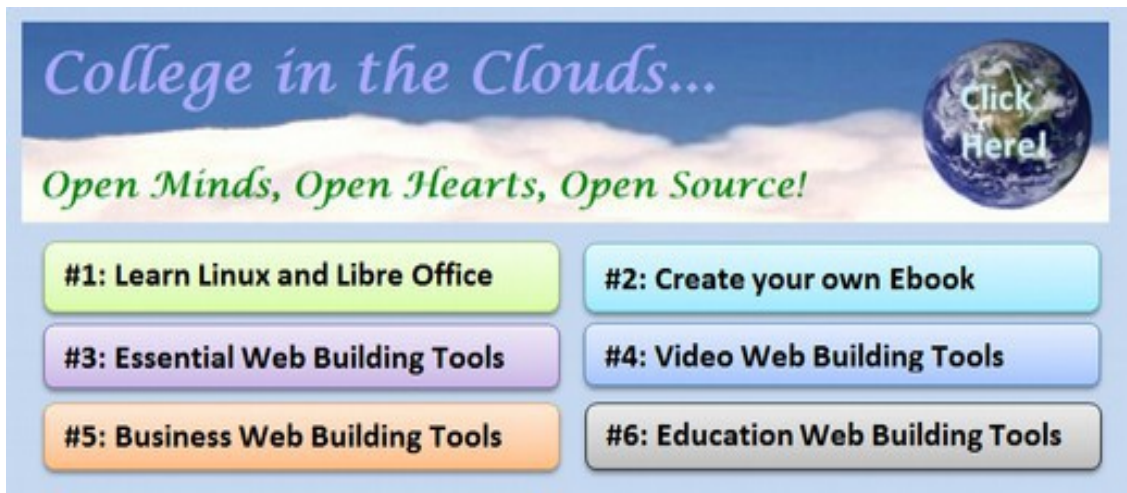 College in the Clouds...
Click
Here!
Open Minds, Open Hearts, Open Source!
#1: Learn Linux and Libre Office
#2: Create your own Ebook
#3: Essential Web Building Tools
#4: Video Web Building Tools
#5: Business Web Building Tools
#6: Education Web Building Tools